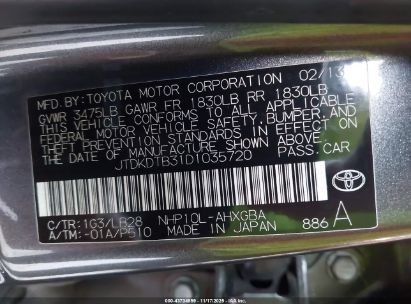 MFD.BY:TOYOTA MOTOR CORPORATION 02/13
GVWR 3475LB GAWR FR 1830LB RR 1830LB
THIS VEHICLE CONFORMS TO ALL APPLICABLE
FEDERAL MOTOR VEHICLE SAFETY, BUMPER, AND
THEFT PREVENTION STANDARDS IN EFFECT ON
THE DATE OF MANUFACTURE SHOWN ABOVE.
JTDKDTB31D1035720 PASS.CAR
TOYOTA
C/TR:1G3/LB28 NHP10L-AHXGBA
A/TM:-01A/P510 MADE IN JAPAN 886 A